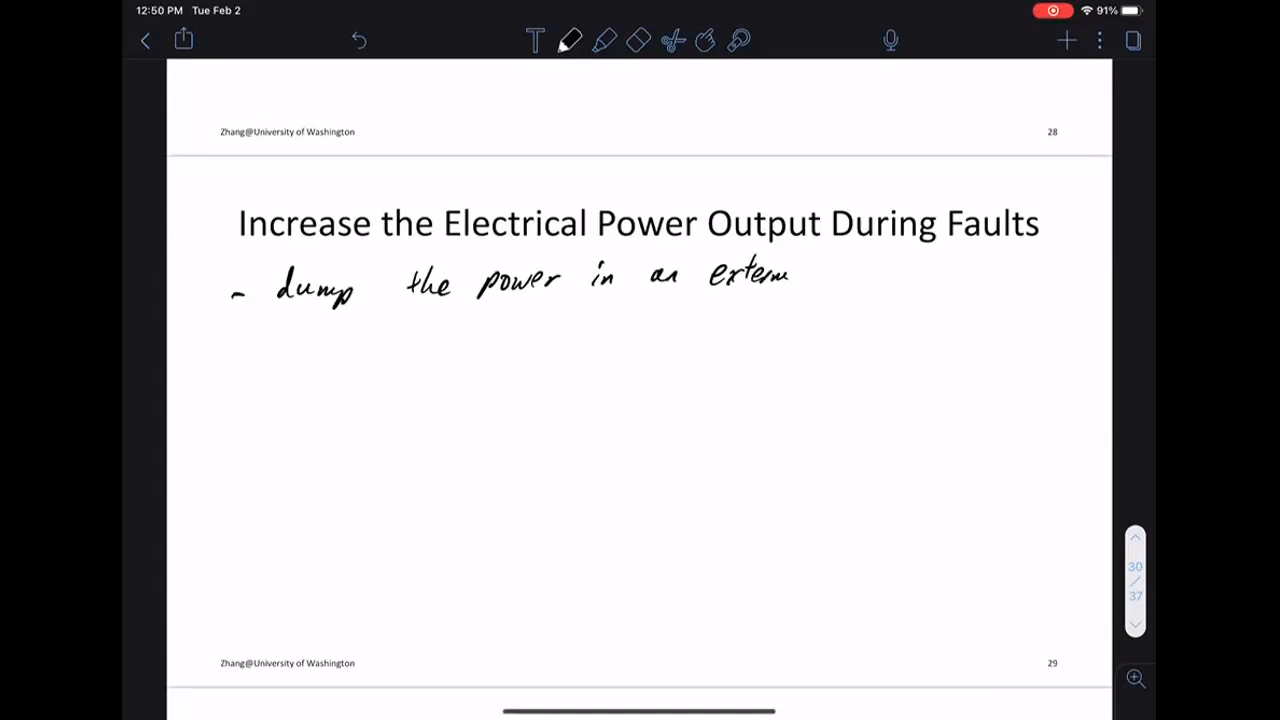 12:50 PM Tue Feb 2
91%
Zhang@University of Washington
28
Increase the Electrical Power Output During Faults
- dump the power in an extern
30
/
37
Zhang@University of Washington
29